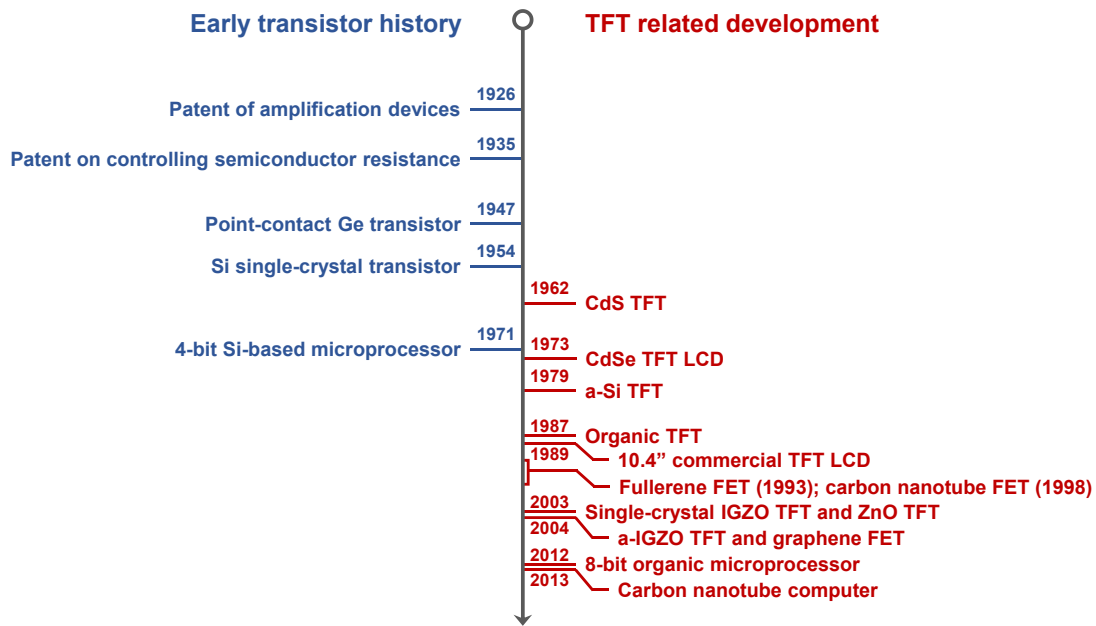 Early transistor history
TFT related development
1926
Patent of amplification devices
1935
Patent on controlling semiconductor resistance
1947
Point-contact Ge transistor
1954
Si single-crystal transistor
1962
CdS TFT
1971
4-bit Si-based microprocessor
1973
CdSe TFT LCD
1979
a-Si TFT
1987
Organic TFT
1989
10.4” commercial TFT LCD
Fullerene FET (1993); carbon nanotube FET (1998)
2003
Single-crystal IGZO TFT and ZnO TFT
2004
a-IGZO TFT and graphene FET
2012
8-bit organic microprocessor
2013
Carbon nanotube computer